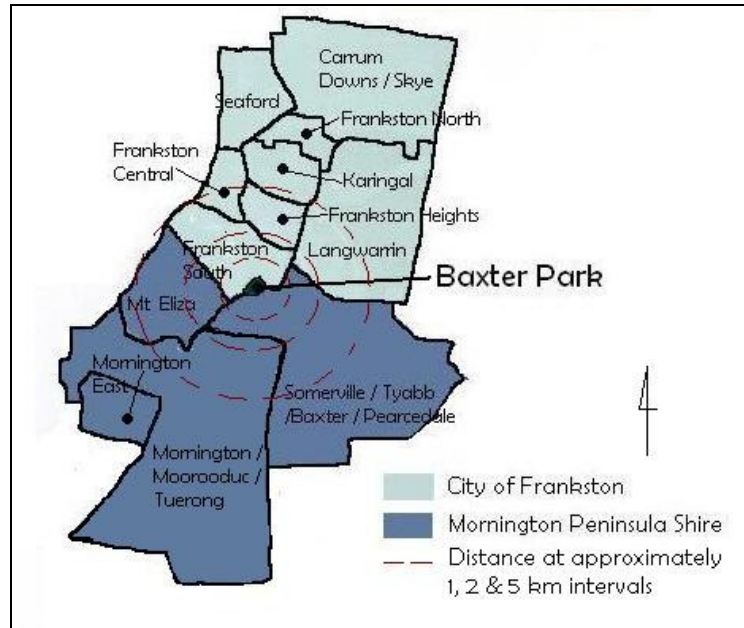 Carrum
Downs / Skye
Seaford
Frankston North
Frankston
Central
Karingal
Frankston Heights
Frankston
South
Langwarrin
Baxter Park
Mt Eliza
Mornington
East
Somerville / Tyabb
/Baxter / Pearcedale
Mornington /
Moorooduc /
Tuerong
City of Frankston
Mornington Peninsula Shire
Distance at approximately
1, 2 & 5 km intervals